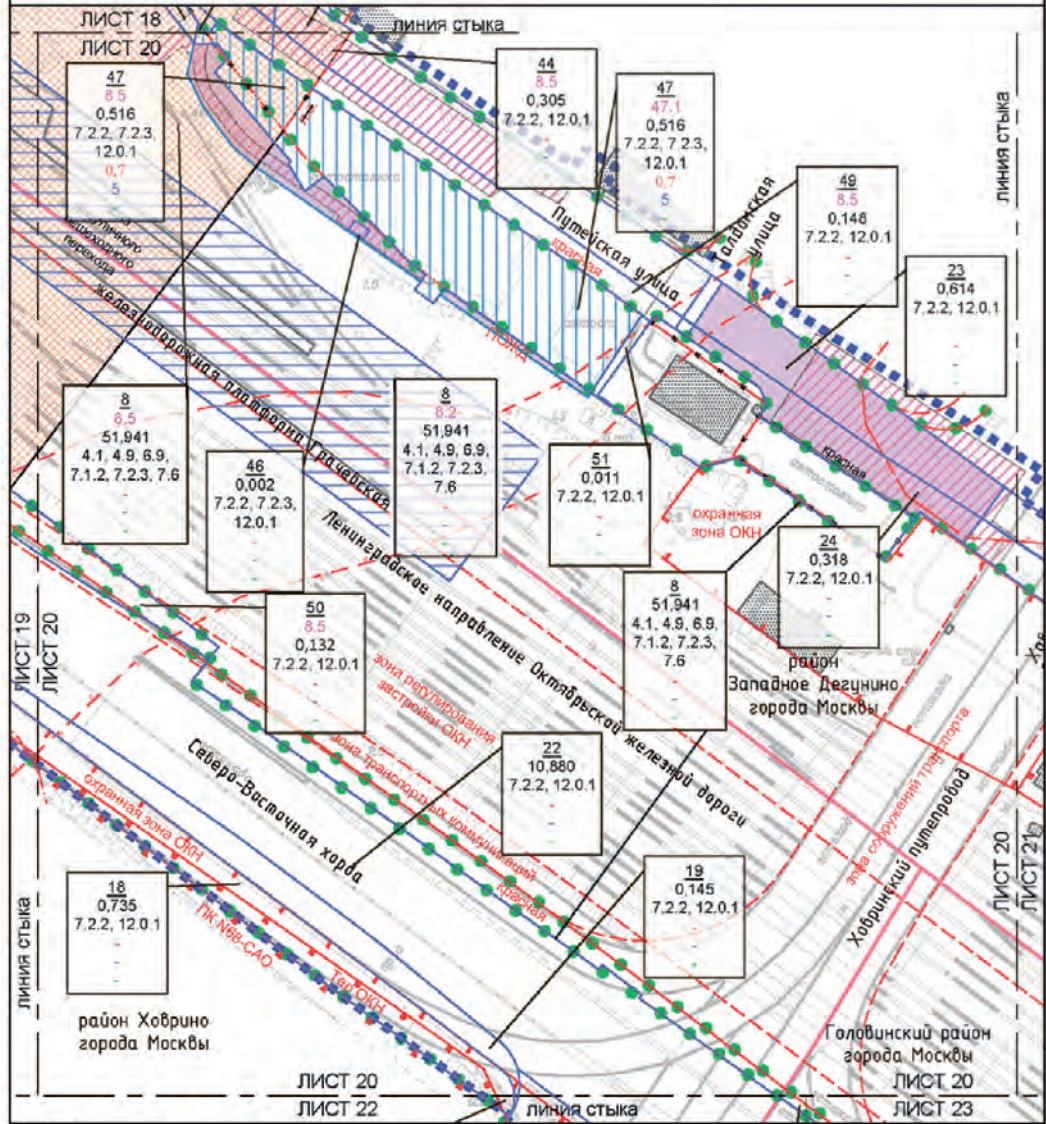 ЛИСТ 18
ЛИСТ 20
линия стыка
47
8.5
0,516
7.2.2, 7.2.3,
12.0.1
0,7
5
44
8.5
0,305
7.2.2, 12.0.1
-
-
-
47
47.1
0,516
7.2.2, 7.2.3,
12.0.1
0,7
5
49
8.5
0,148
7.2.2, 12.0.1
-
-
-
23
0,614
7.2.2, 12.0.1
-
-
-
линия стыка
улица
Путейская улица
красная
автостоянка
пешеходного
перехода
железнодорожная платформа Грачевская
8
8.5
51,941
4.1, 4.9, 6.9,
7.1.2, 7.2.3, 7.6
-
-
-
46
0,002
7.2.2, 7.2.3,
12.0.1
-
-
-
8
8.2
51,941
4.1, 4.9, 6.9,
7.1.2, 7.2.3,
7.6
-
-
-
51
0,011
7.2.2, 12.0.1
-
-
-
красная
автостоянка
охранная
зона ОКН
24
0,318
7.2.2, 12.0.1
-
-
-
8
51,941
4.1, 4.9, 6.9,
7.1.2, 7.2.3,
7.6
-
-
-
50
8.5
0,132
7.2.2, 12.0.1
-
-
-
ЛИСТ 19
ЛИСТ 20
Ленинградское направление Октябрьской железной дороги
район
Западное Дегунино
города Москвы
зона регулирования
застройки ОКН
зона транспортных коммуникаций
красная
22
10,880
7.2.2, 12.0.1
-
-
-
Северо-Восточная хорда
зона сооружений транспорта
Ховринский путепровод
охранная зона ОКН
18
0,735
7.2.2, 12.0.1
-
-
-
ПК N68-САО
Тер ОКН
19
0,145
7.2.2, 12.0.1
-
-
-
ЛИСТ 20
ЛИСТ 21
линия стыка
район Ховрино
города Москвы
Головинский район
города Москвы
ЛИСТ 20
ЛИСТ 22
линия стыка
ЛИСТ 20
ЛИСТ 23